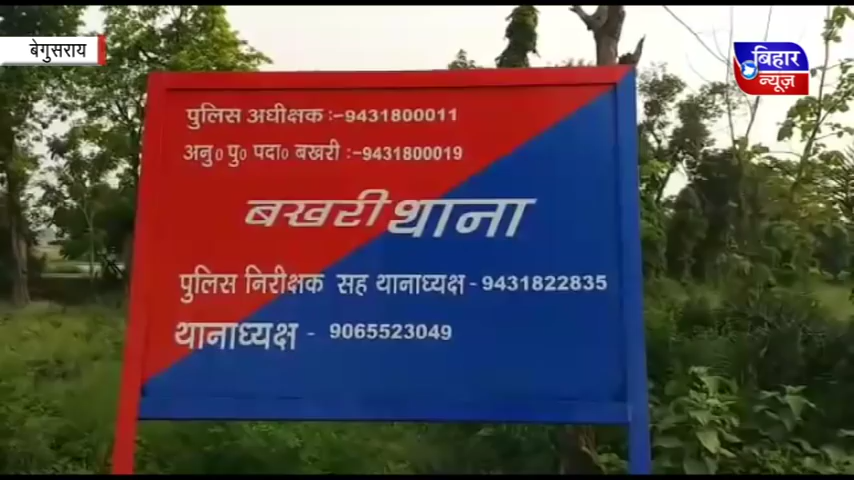 बेगुसराय
बिहार
न्यूज़
पुलिस अधीक्षक :-9431800011
अनु० पु० पदा० बखरी :-9431800019
बखरी थाना
पुलिस निरीक्षक सह थानाध्यक्ष - 9431822835
थानाध्यक्ष - 9065523049